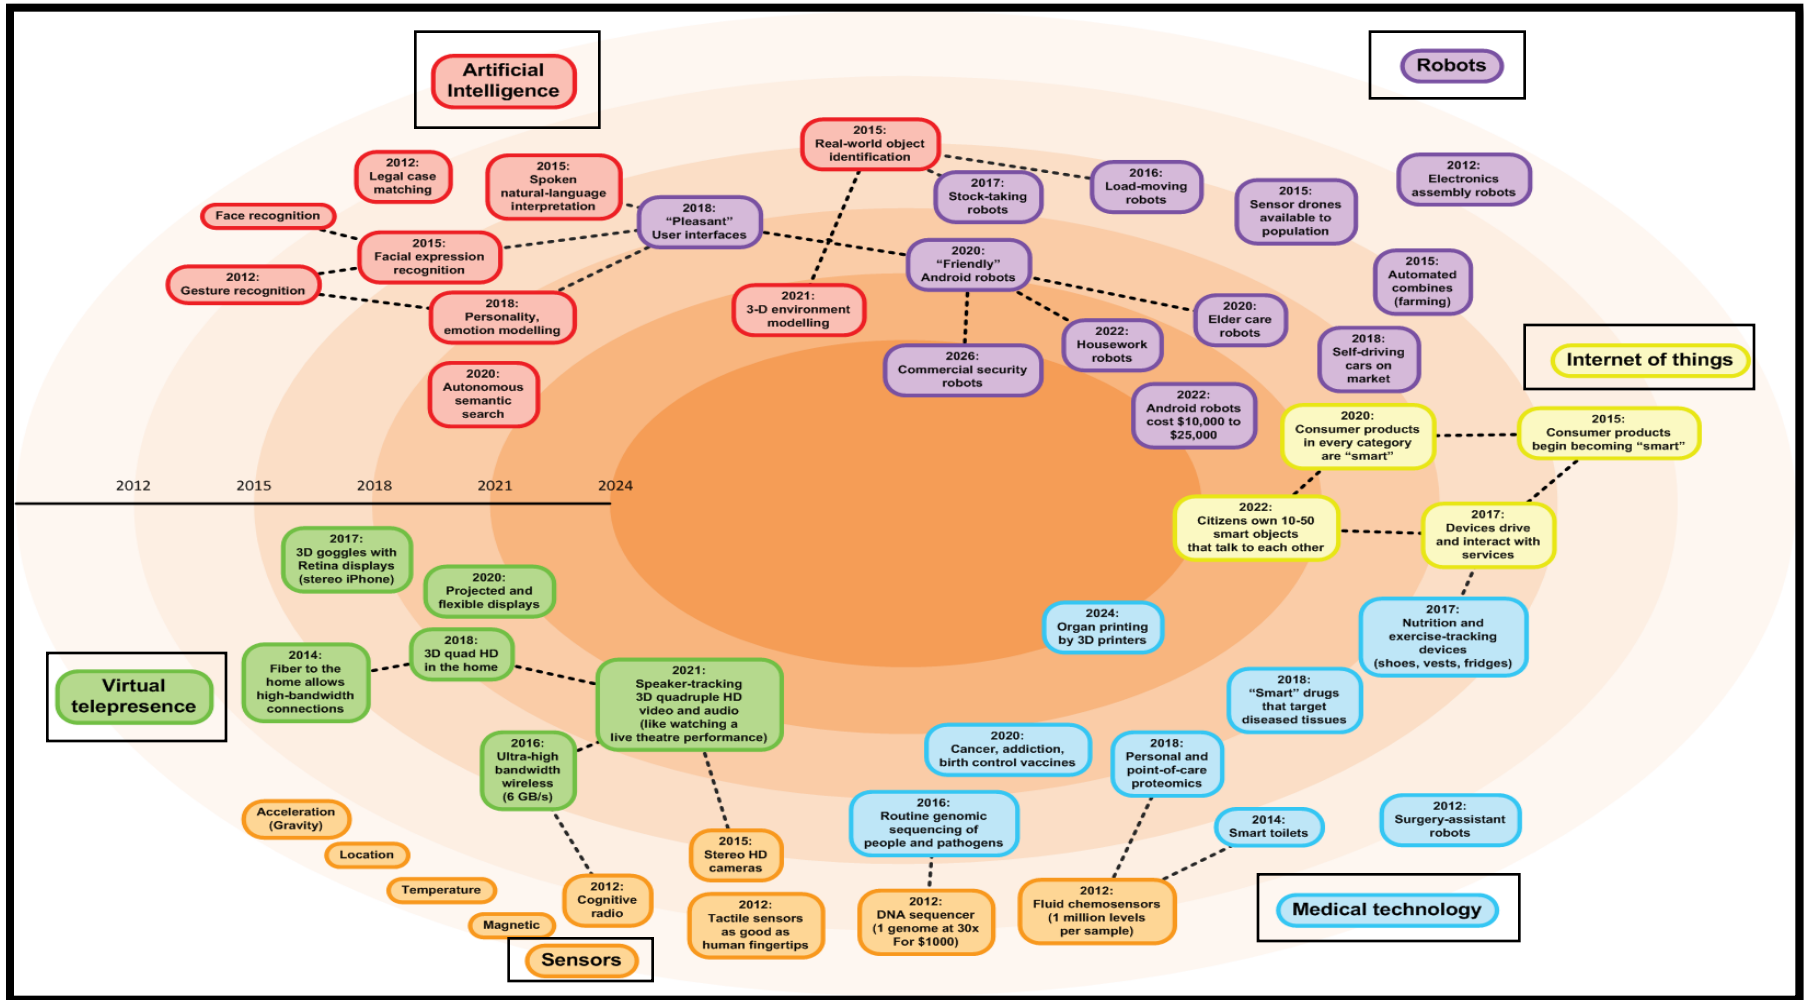 Artificial
Intelligence
Robots
2015:
Real-world object
identification
2012:
Legal case
matching
2015:
Spoken
natural-language
interpretation
2012:
Electronics
assembly robots
2016:
Load-moving
robots
2017:
Stock-taking
robots
2015:
Sensor drones
available to
population
Face recognition
2018:
“Pleasant”
User interfaces
2015:
Facial expression
recognition
2020:
“Friendly”
Android robots
2015:
Automated
combines
(farming)
2012:
Gesture recognition
2018:
Personality,
emotion modelling
2021:
3-D environment
modelling
2020:
Elder care
robots
2022:
Housework
robots
2018:
Self-driving
cars on
market
Internet of things
2026:
Commercial security
robots
2020:
Autonomous
semantic
search
2022:
Android robots
cost $10,000 to
$25,000
2020:
Consumer products
in every category
are “smart”
2015:
Consumer products
begin becoming “smart”
2012
2015
2018
2021
2024
2022:
Citizens own 10-50
smart objects
that talk to each other
2017:
Devices drive
and interact with
services
2017:
3D goggles with
Retina displays
(stereo iPhone)
2020:
Projected and
flexible displays
2024:
Organ printing
by 3D printers
2017:
Nutrition and
exercise-tracking
devices
(shoes, vests, fridges)
2018:
3D quad HD
in the home
2014:
Fiber to the
home allows
high-bandwidth
connections
Virtual
telepresence
2021:
Speaker-tracking
3D quadruple HD
video and audio
(like watching a
live theatre performance)
2018:
“Smart” drugs
that target
diseased tissues
2016:
Ultra-high
bandwidth
wireless
(6 GB/s)
2020:
Cancer, addiction,
birth control vaccines
2018:
Personal and
point-of-care
proteomics
2016:
Routine genomic
sequencing of
people and pathogens
2014:
Smart toilets
2012:
Surgery-assistant
robots
Acceleration
(Gravity)
Location
Temperature
Magnetic
2015:
Stereo HD
cameras
2012:
Cognitive
radio
2012:
Tactile sensors
as good as
human fingertips
2012:
DNA sequencer
(1 genome at 30x
For $1000)
2012:
Fluid chemosensors
(1 million levels
per sample)
Medical technology
Sensors